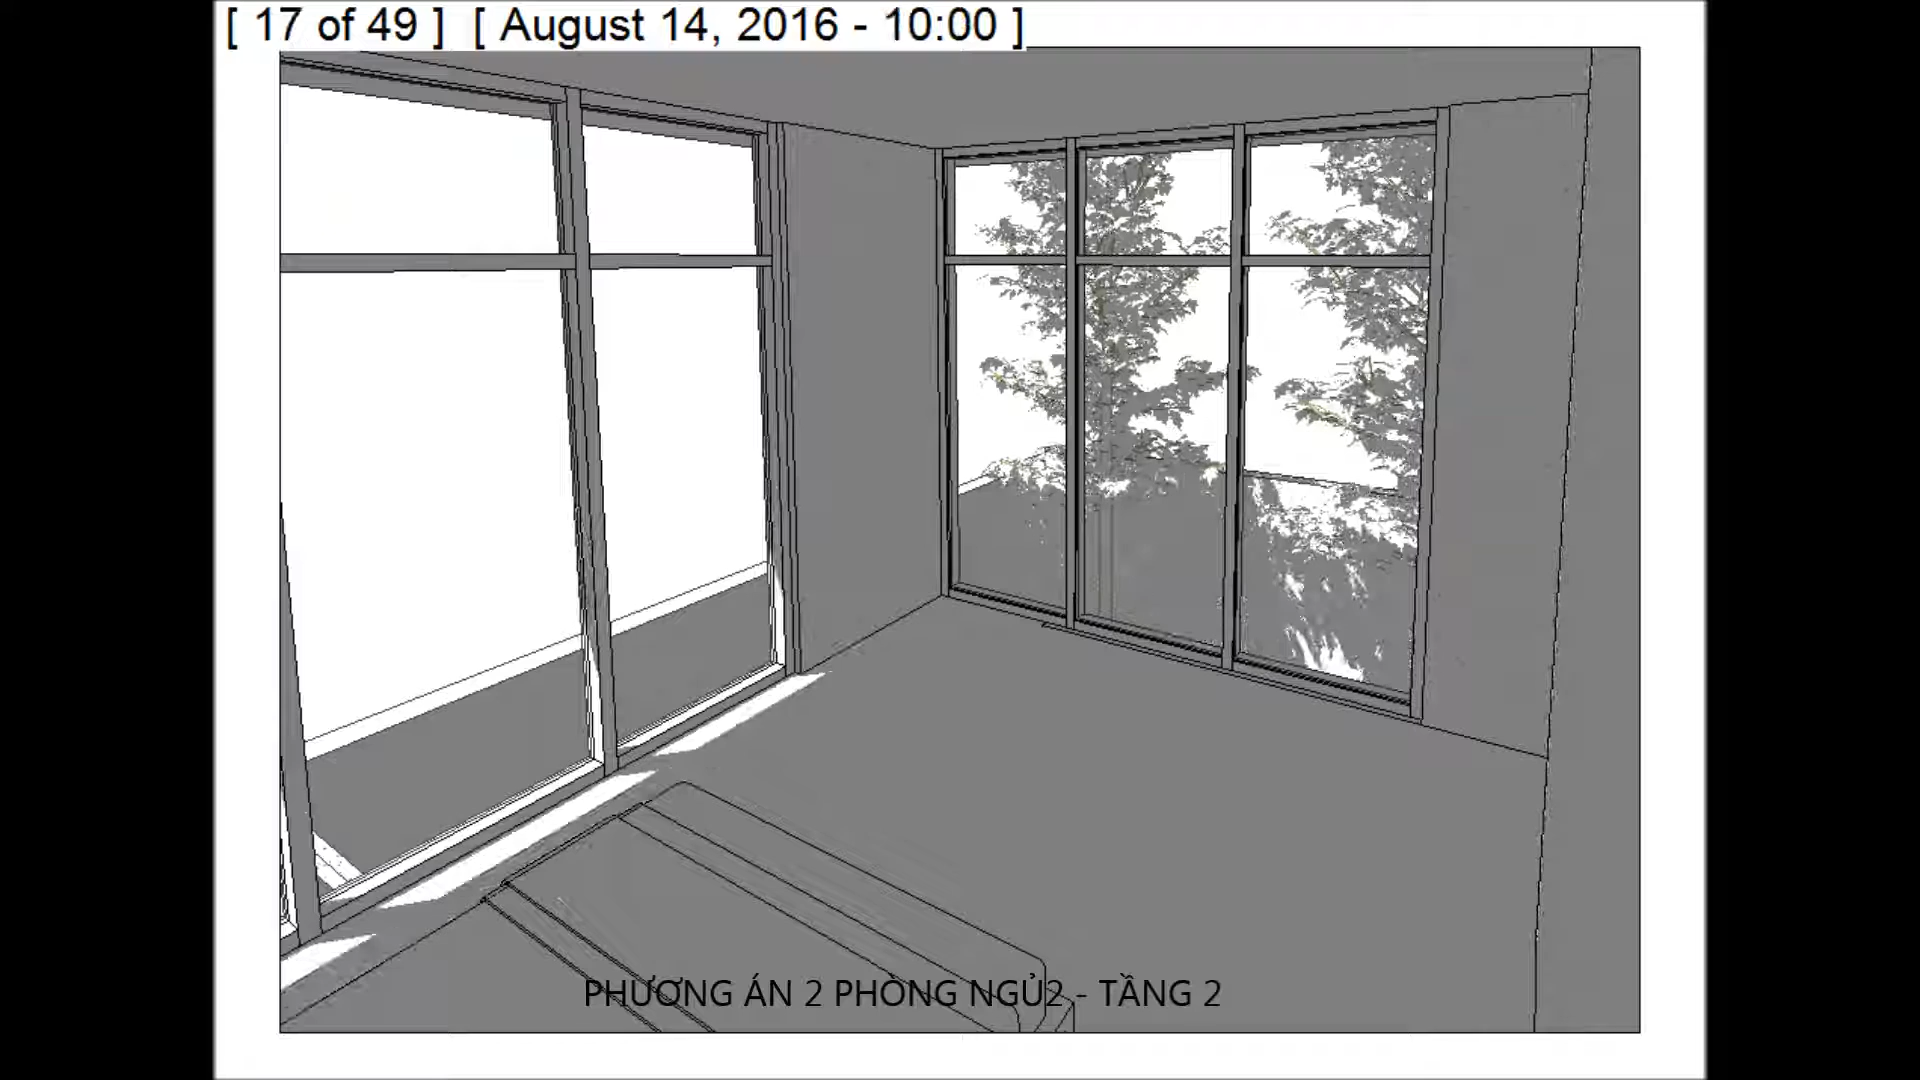 [ 17 of 49 ] [ August 14, 2016 - 10:00 ]
PHƯƠNG ÁN 2 PHÒNG NGỦ2 - TẦNG 2